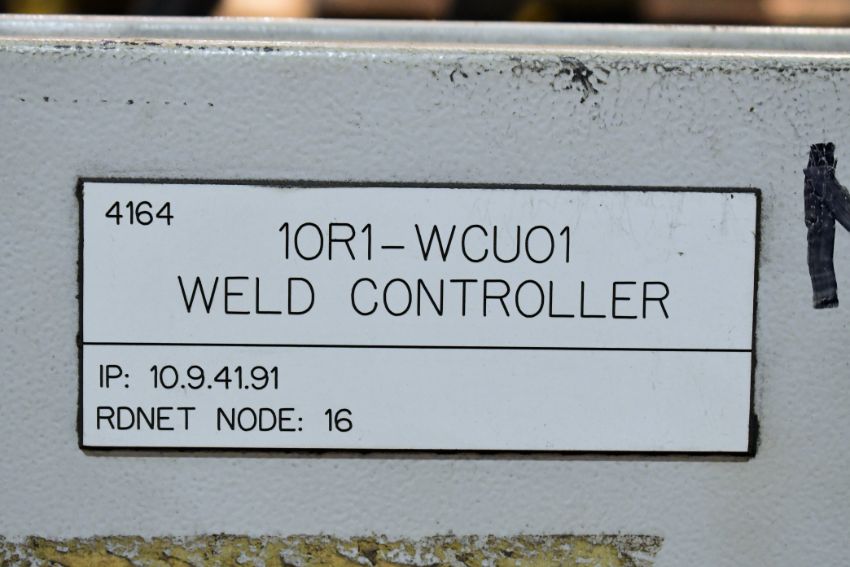 4164
10R1-WCU01
WELD CONTROLLER
IP: 10.9.41.91
RDNET NODE: 16